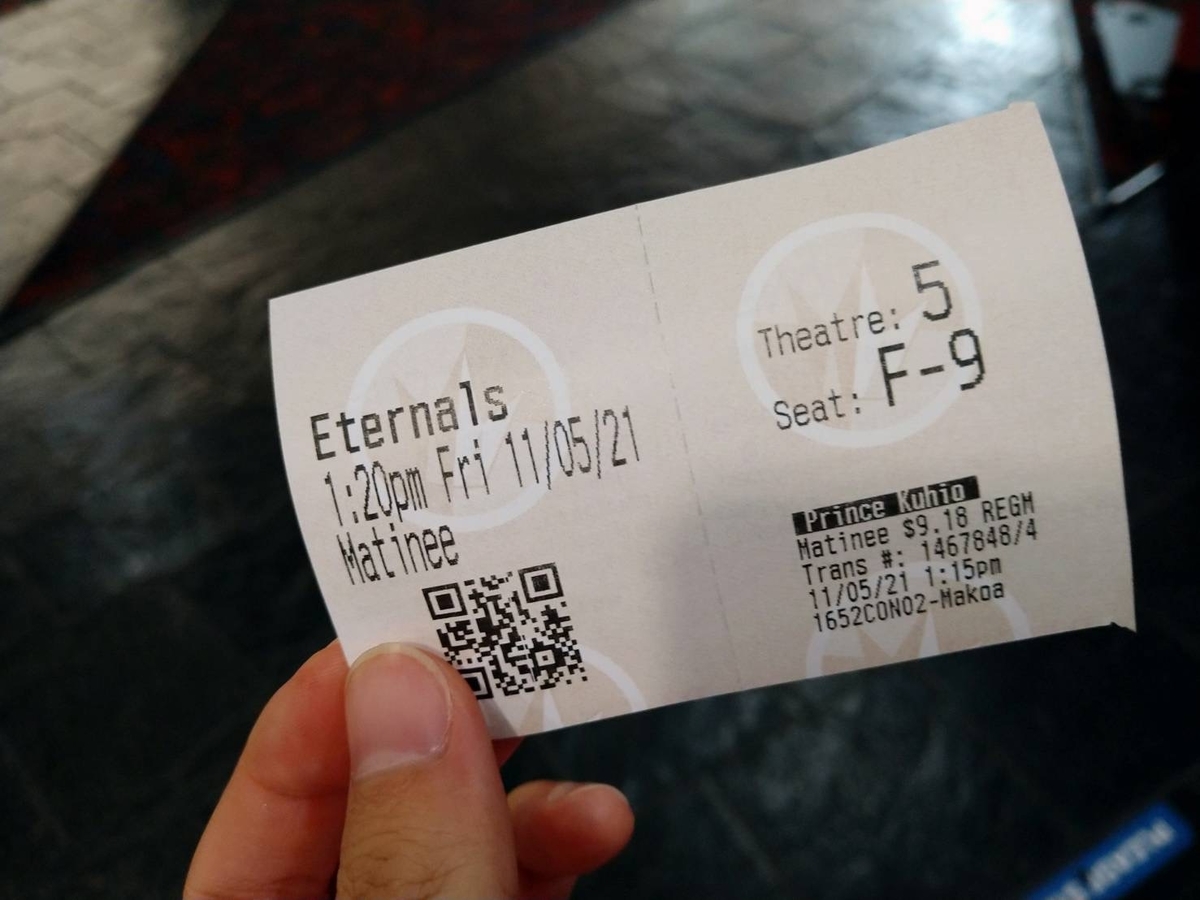 Eternals
1:20pm Fri 11/05/21
Matinee
Theatre: 5
Seat: F-9
Prince Kuhio
Matinee $9.18 REGM
Trans #: 1467848/4
11/05/21 1:15pm
1652CON02-Makoa